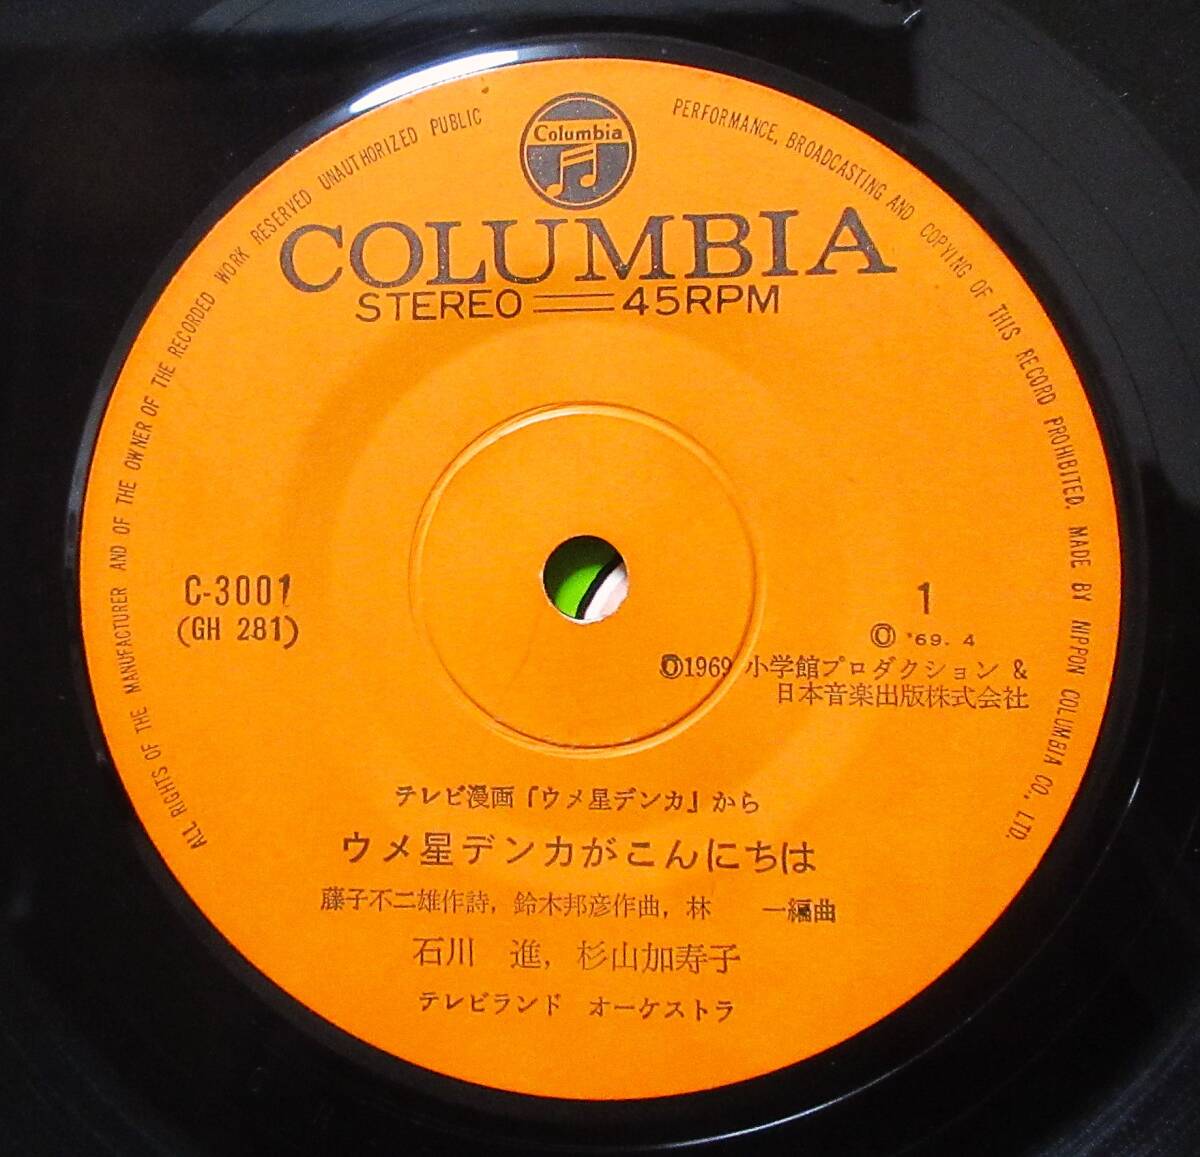 Columbia
COLUMBIA
STEREO 45RPM
C-3001
(GH 281)
1
Ⓟ '69. 4
Ⓒ1969 小学館プロダクション &
日本音楽出版株式会社
テレビ漫画『ウメ星デンカ』から
ウメ星デンカがこんにちは
藤子不二雄作詩, 鈴木邦彦作曲, 林 一編曲
石川 進, 杉山加寿子
テレビランド オーケストラ
ALL RIGHTS OF THE MANUFACTURER AND OF THE OWNER OF THE RECORDED WORK RESERVED UNAUTHORIZED PUBLIC PERFORMANCE, BROADCASTING AND COPYING OF THIS RECORD PROHIBITED. MADE BY NIPPON COLUMBIA CO., LTD.